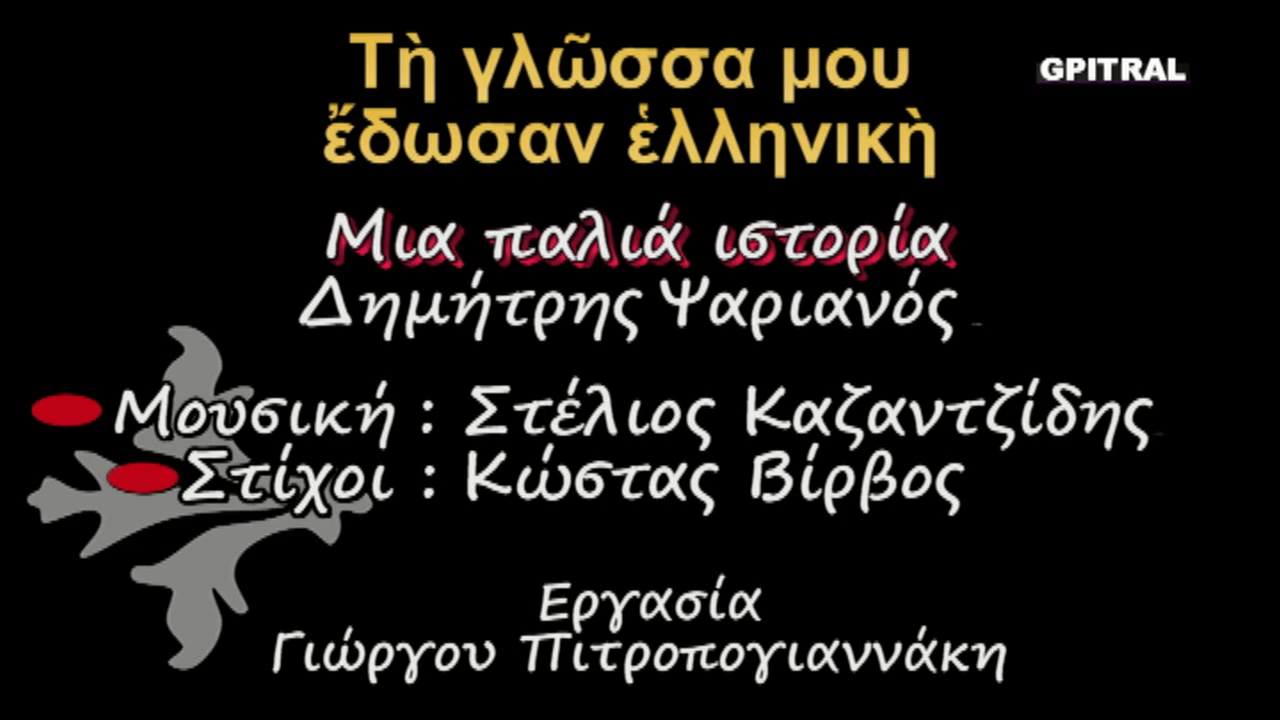 Τὴ γλῶσσα μου
GPITRAL
ἔδωσαν ἑλληνικὴ
Μια παλιά ιστορία
Δημήτρης Ψαριανός
Μουσική : Στέλιος Καζαντζίδης
Στίχοι : Κώστας Βίρβος
Εργασία
Γιώργου Πιτροπογιαννάκη